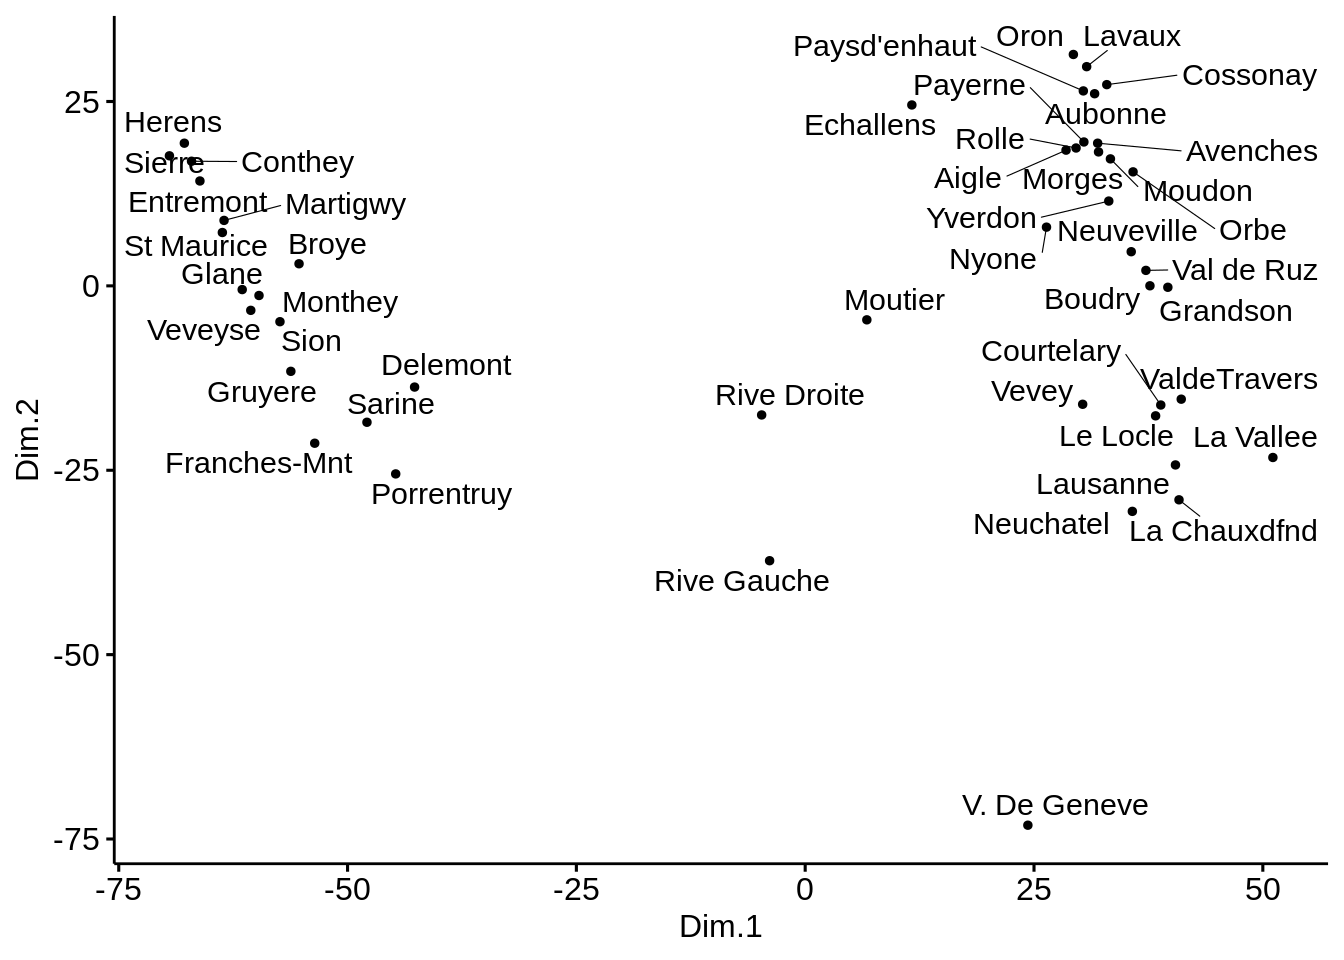 Oron Lavaux
Paysd'enhaut
Cossonay
Payerne
Aubonne
Echallens
Herens
Rolle
Avenches
Sierre Conthey
Aigle Morges
Moudon
Entremont Martigwy
Yverdon
Orbe
Neuveville
St Maurice Broye
Nyone
Glane
Val de Ruz
Monthey
Moutier
Boudry
Grandson
Veveyse
Sion
Courtelary
Delemont
ValdeTravers
Gruyere
Vevey
Rive Droite
Sarine
Le Locle La Vallee
Franches-Mnt
Lausanne
Porrentruy
Neuchatel
La Chauxdfnd
Rive Gauche
V. De Geneve
25
0
-25
-50
-75
Dim.2
-75 -50 -25 0 25 50
Dim.1